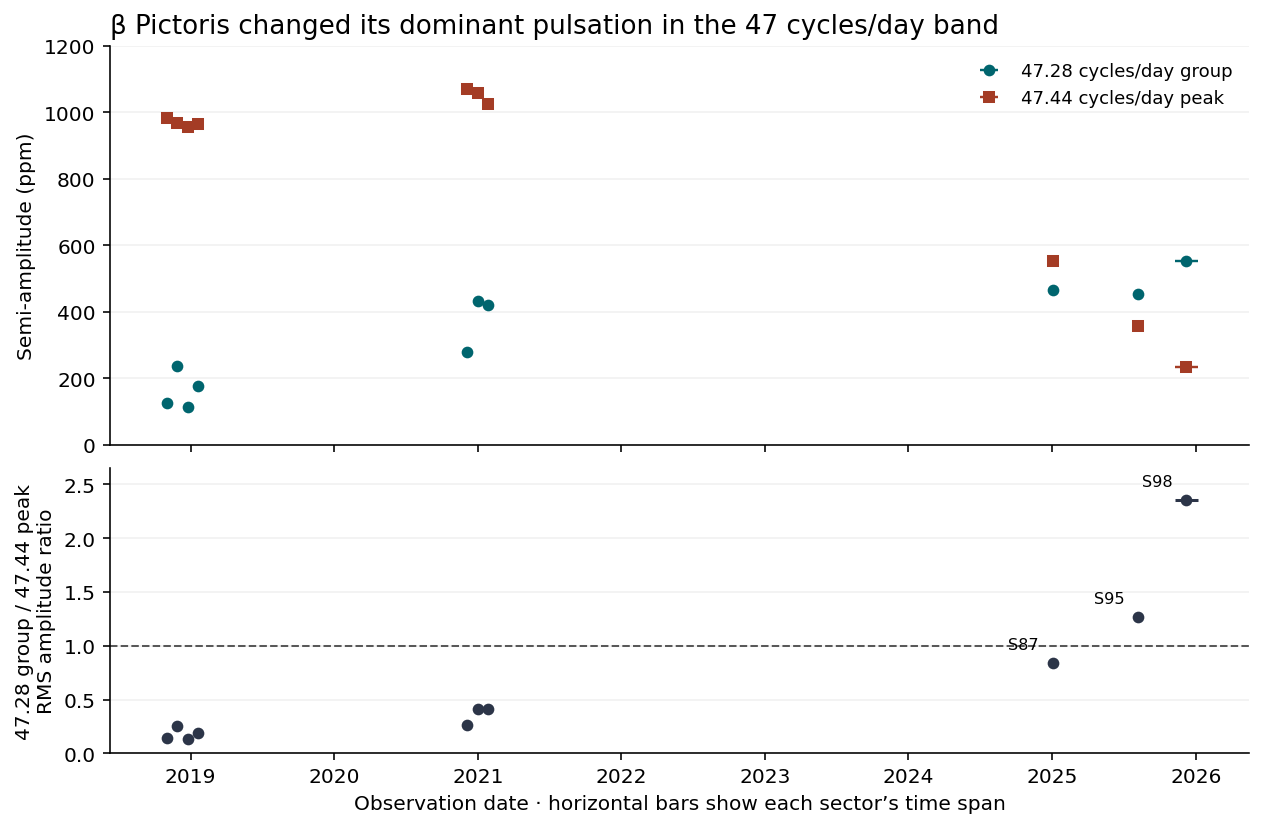 β Pictoris changed its dominant pulsation in the 47 cycles/day band
1200
1000
800
600
400
200
0
Semi-amplitude (ppm)
47.28 cycles/day group
47.44 cycles/day peak
2.5
2.0
1.5
1.0
0.5
0.0
47.28 group / 47.44 peak
RMS amplitude ratio
S87
S95
S98
2019
2020
2021
2022
2023
2024
2025
2026
Observation date · horizontal bars show each sector’s time span